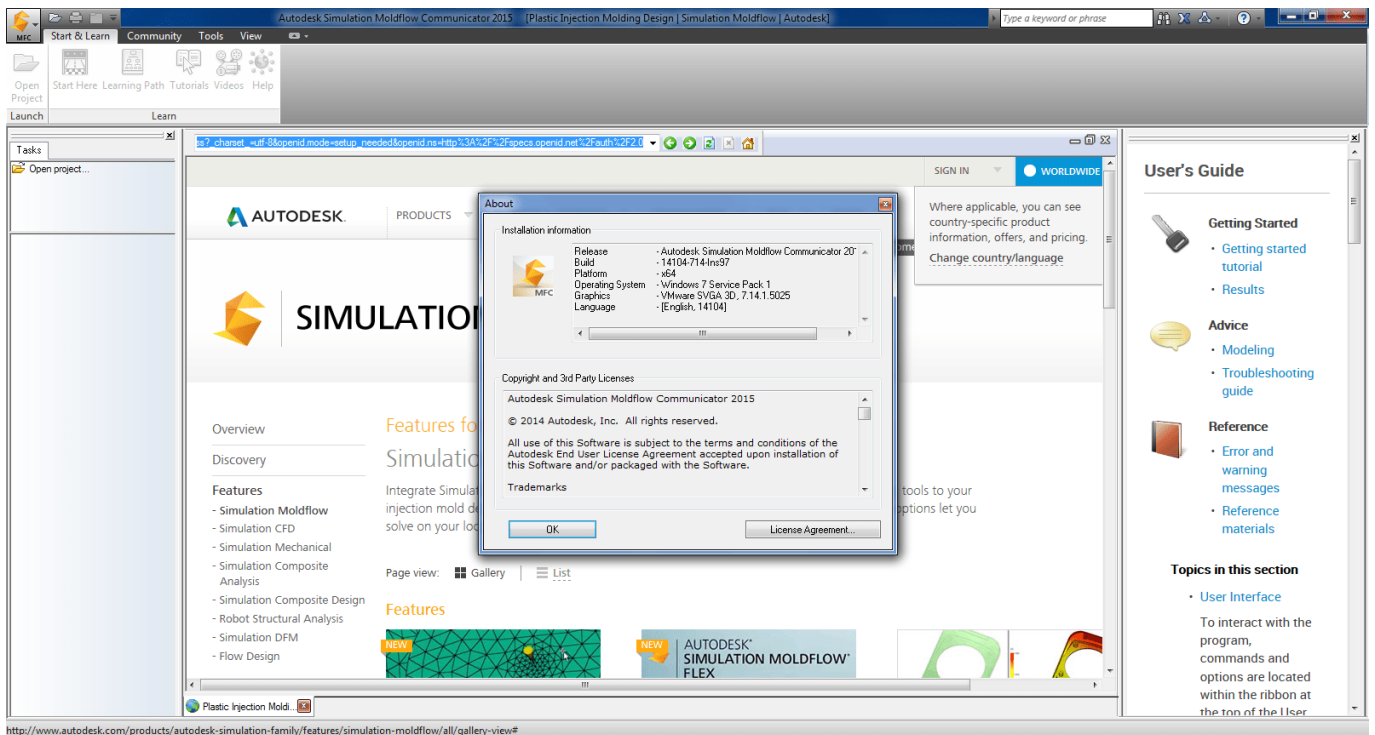 Autodesk Simulation Moldflow Communicator 2015 [Plastic Injection Molding Design | Simulation Moldflow | Autodesk]
Type a keyword or phrase
MFC
Start & Learn Community Tools View
Open Project
Start Here Learning Path Tutorials Videos Help
Launch Learn
Tasks
Open project...
ss?_charset_=utf-8&openid.mode=setup_needed&openid.ns=http%3A%2F%2Fspecs.openid.net%2Fauth%2F2.0
SIGN IN
WORLDWIDE
AUTODESK.
PRODUCTS
Where applicable, you can see
country-specific product
information, offers, and pricing.
Change country/language
SIMULATIO
Overview
Discovery
Features
- Simulation Moldflow
- Simulation CFD
- Simulation Mechanical
- Simulation Composite
Analysis
- Simulation Composite Design
- Robot Structural Analysis
- Simulation DFM
- Flow Design
Features fo
Simulatio
Integrate Simulat
tools to your
injection mold de
options let you
solve on your loc
Page view: Gallery List
Features
NEW
NEW
AUTODESK®
SIMULATION MOLDFLOW®
FLEX
About
Installation information
MFC
Release - Autodesk Simulation Moldflow Communicator 20
Build - 14104-714-Ins97
Platform - x64
Operating System - Windows 7 Service Pack 1
Graphics - VMware SVGA 3D, 7.14.1.5025
Language - [English, 14104]
Copyright and 3rd Party Licenses
Autodesk Simulation Moldflow Communicator 2015
© 2014 Autodesk, Inc. All rights reserved.
All use of this Software is subject to the terms and conditions of the
Autodesk End User License Agreement accepted upon installation of
this Software and/or packaged with the Software.
Trademarks
OK
License Agreement...
User's Guide
Getting Started
• Getting started
tutorial
• Results
Advice
• Modeling
• Troubleshooting
guide
Reference
• Error and
warning
messages
• Reference
materials
Topics in this section
• User Interface
To interact with the
program,
commands and
options are located
within the ribbon at
the top of the User
Plastic Injection Moldi...
http://www.autodesk.com/products/autodesk-simulation-family/features/simulation-moldflow/all/gallery-view#